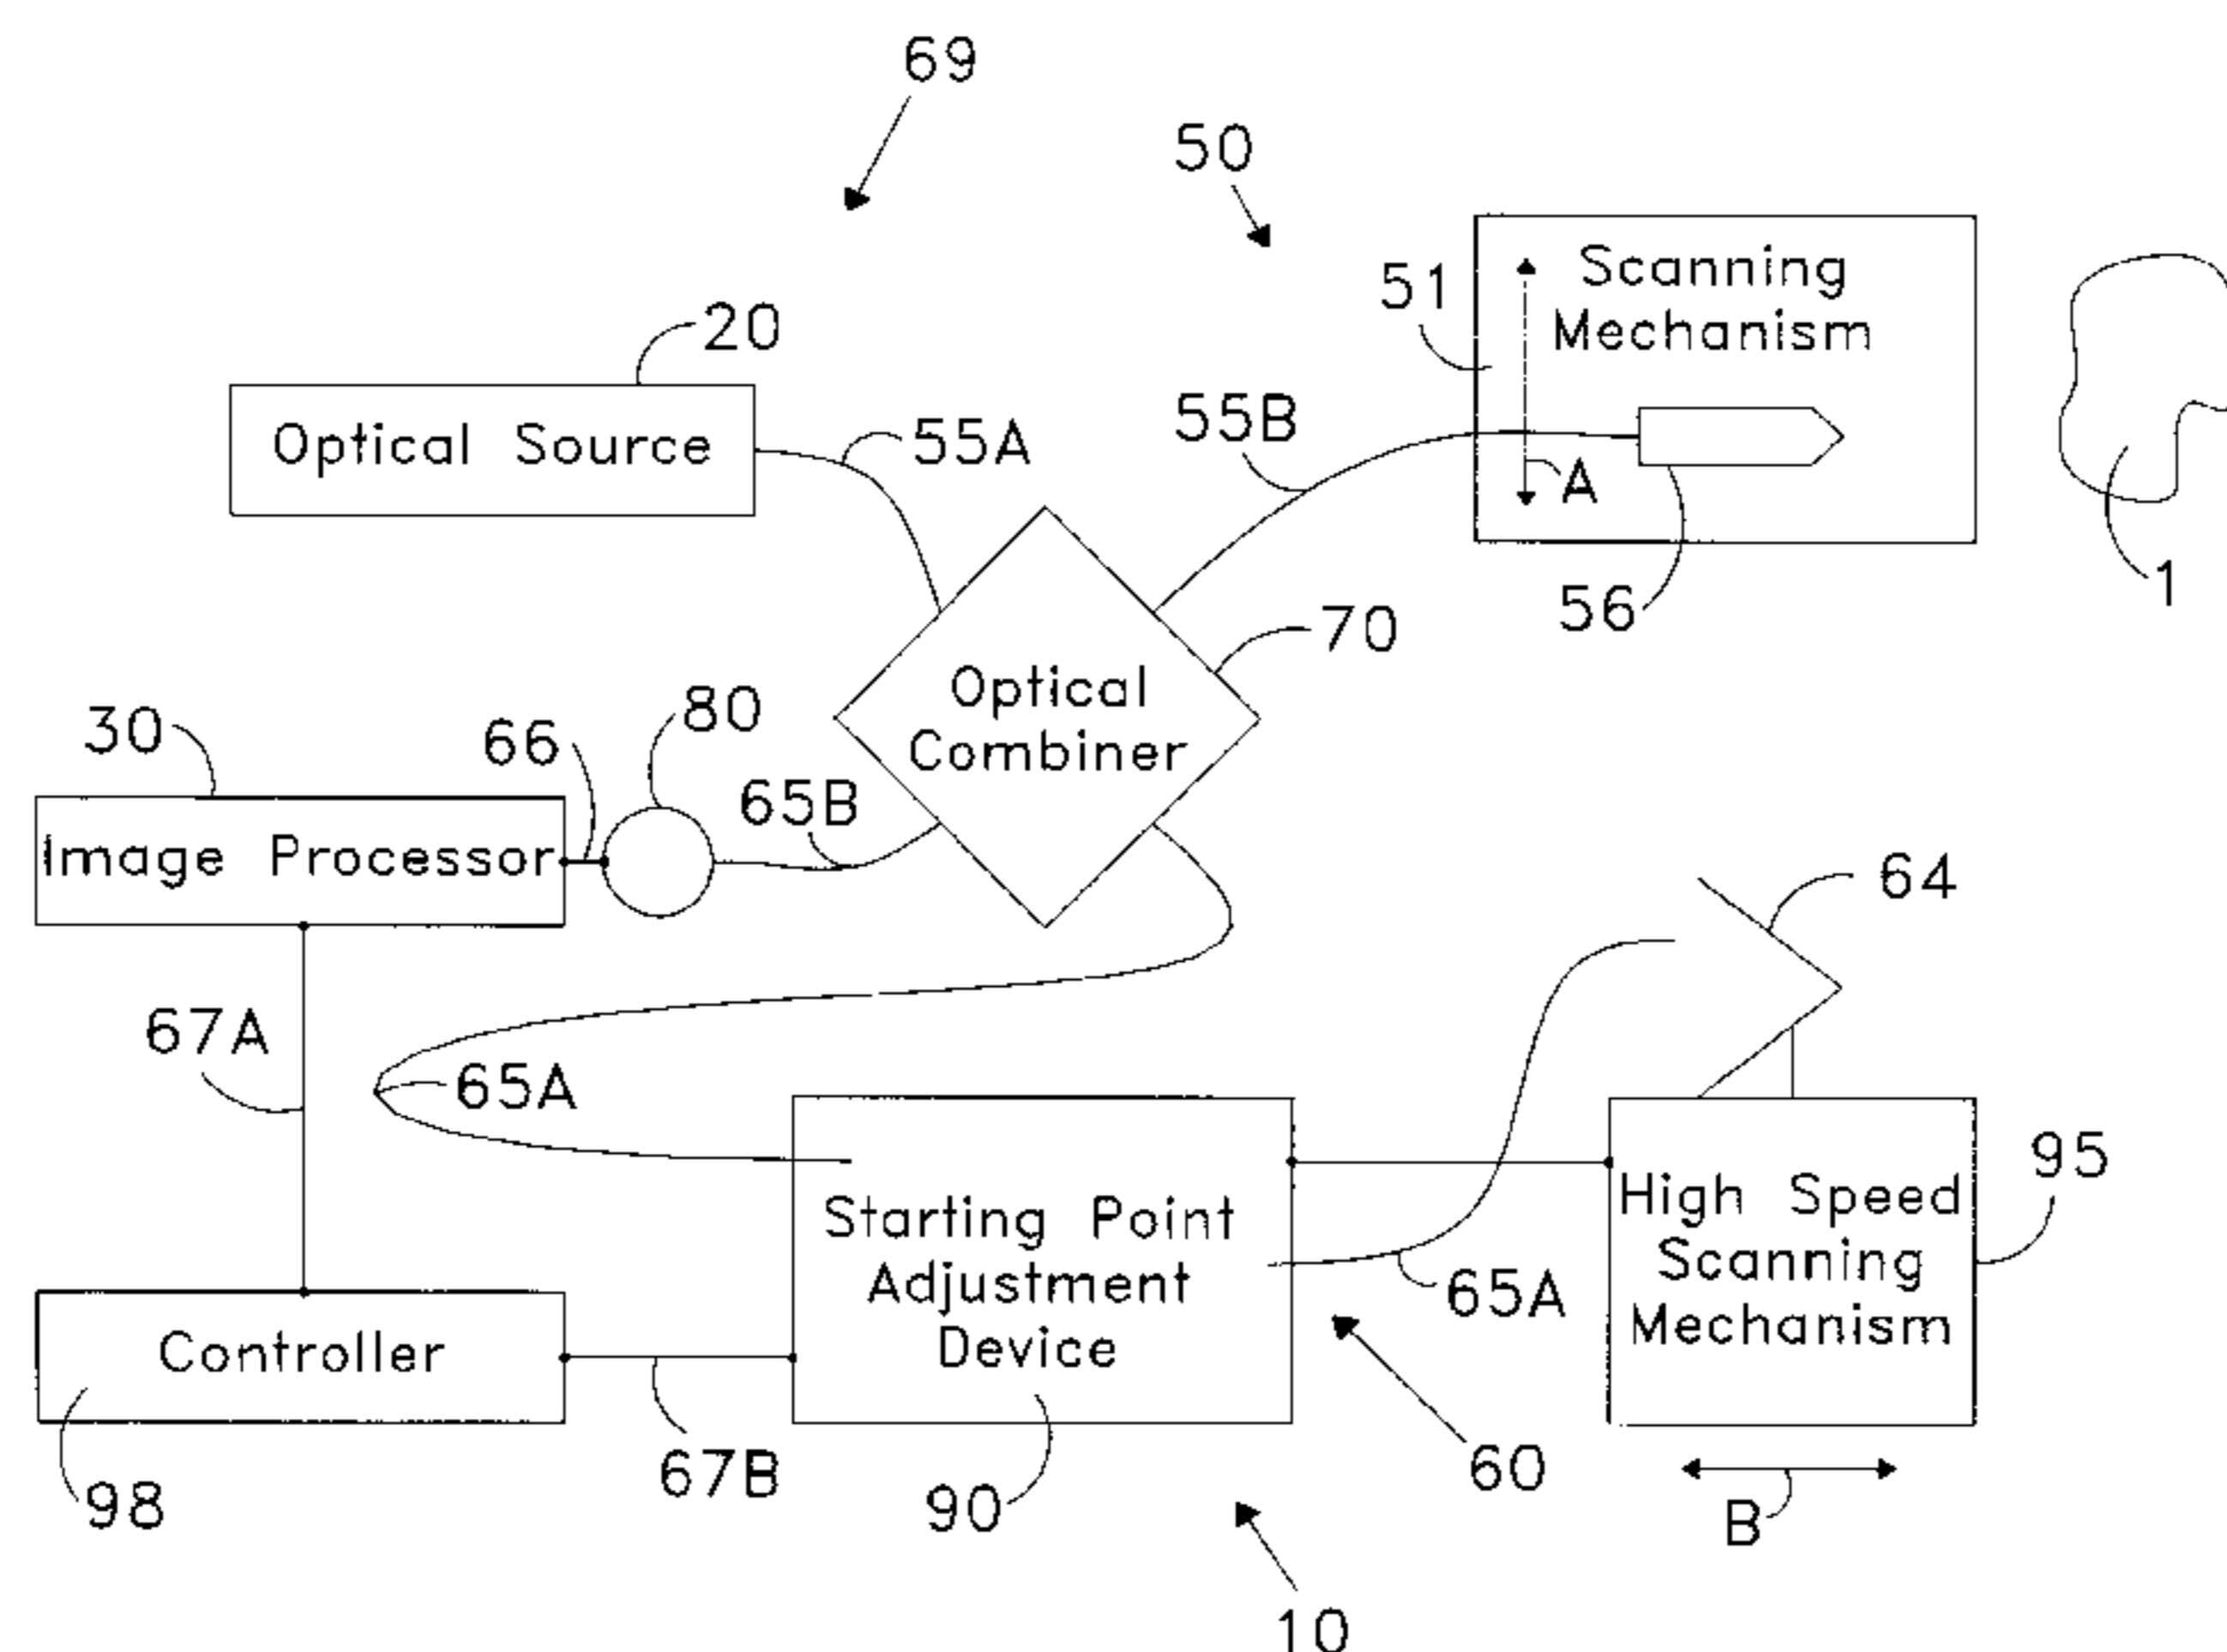 69
50
Scanning
Mechanism
51
20
Optical Source
55A
55B
A
56
1
70
Optical
Combiner
30
66
80
65B
Image Processor
64
67A
65A
Starting Point
Adjustment
Device
65A
High Speed
Scanning
Mechanism
95
Controller
67B
60
98
90
B
10